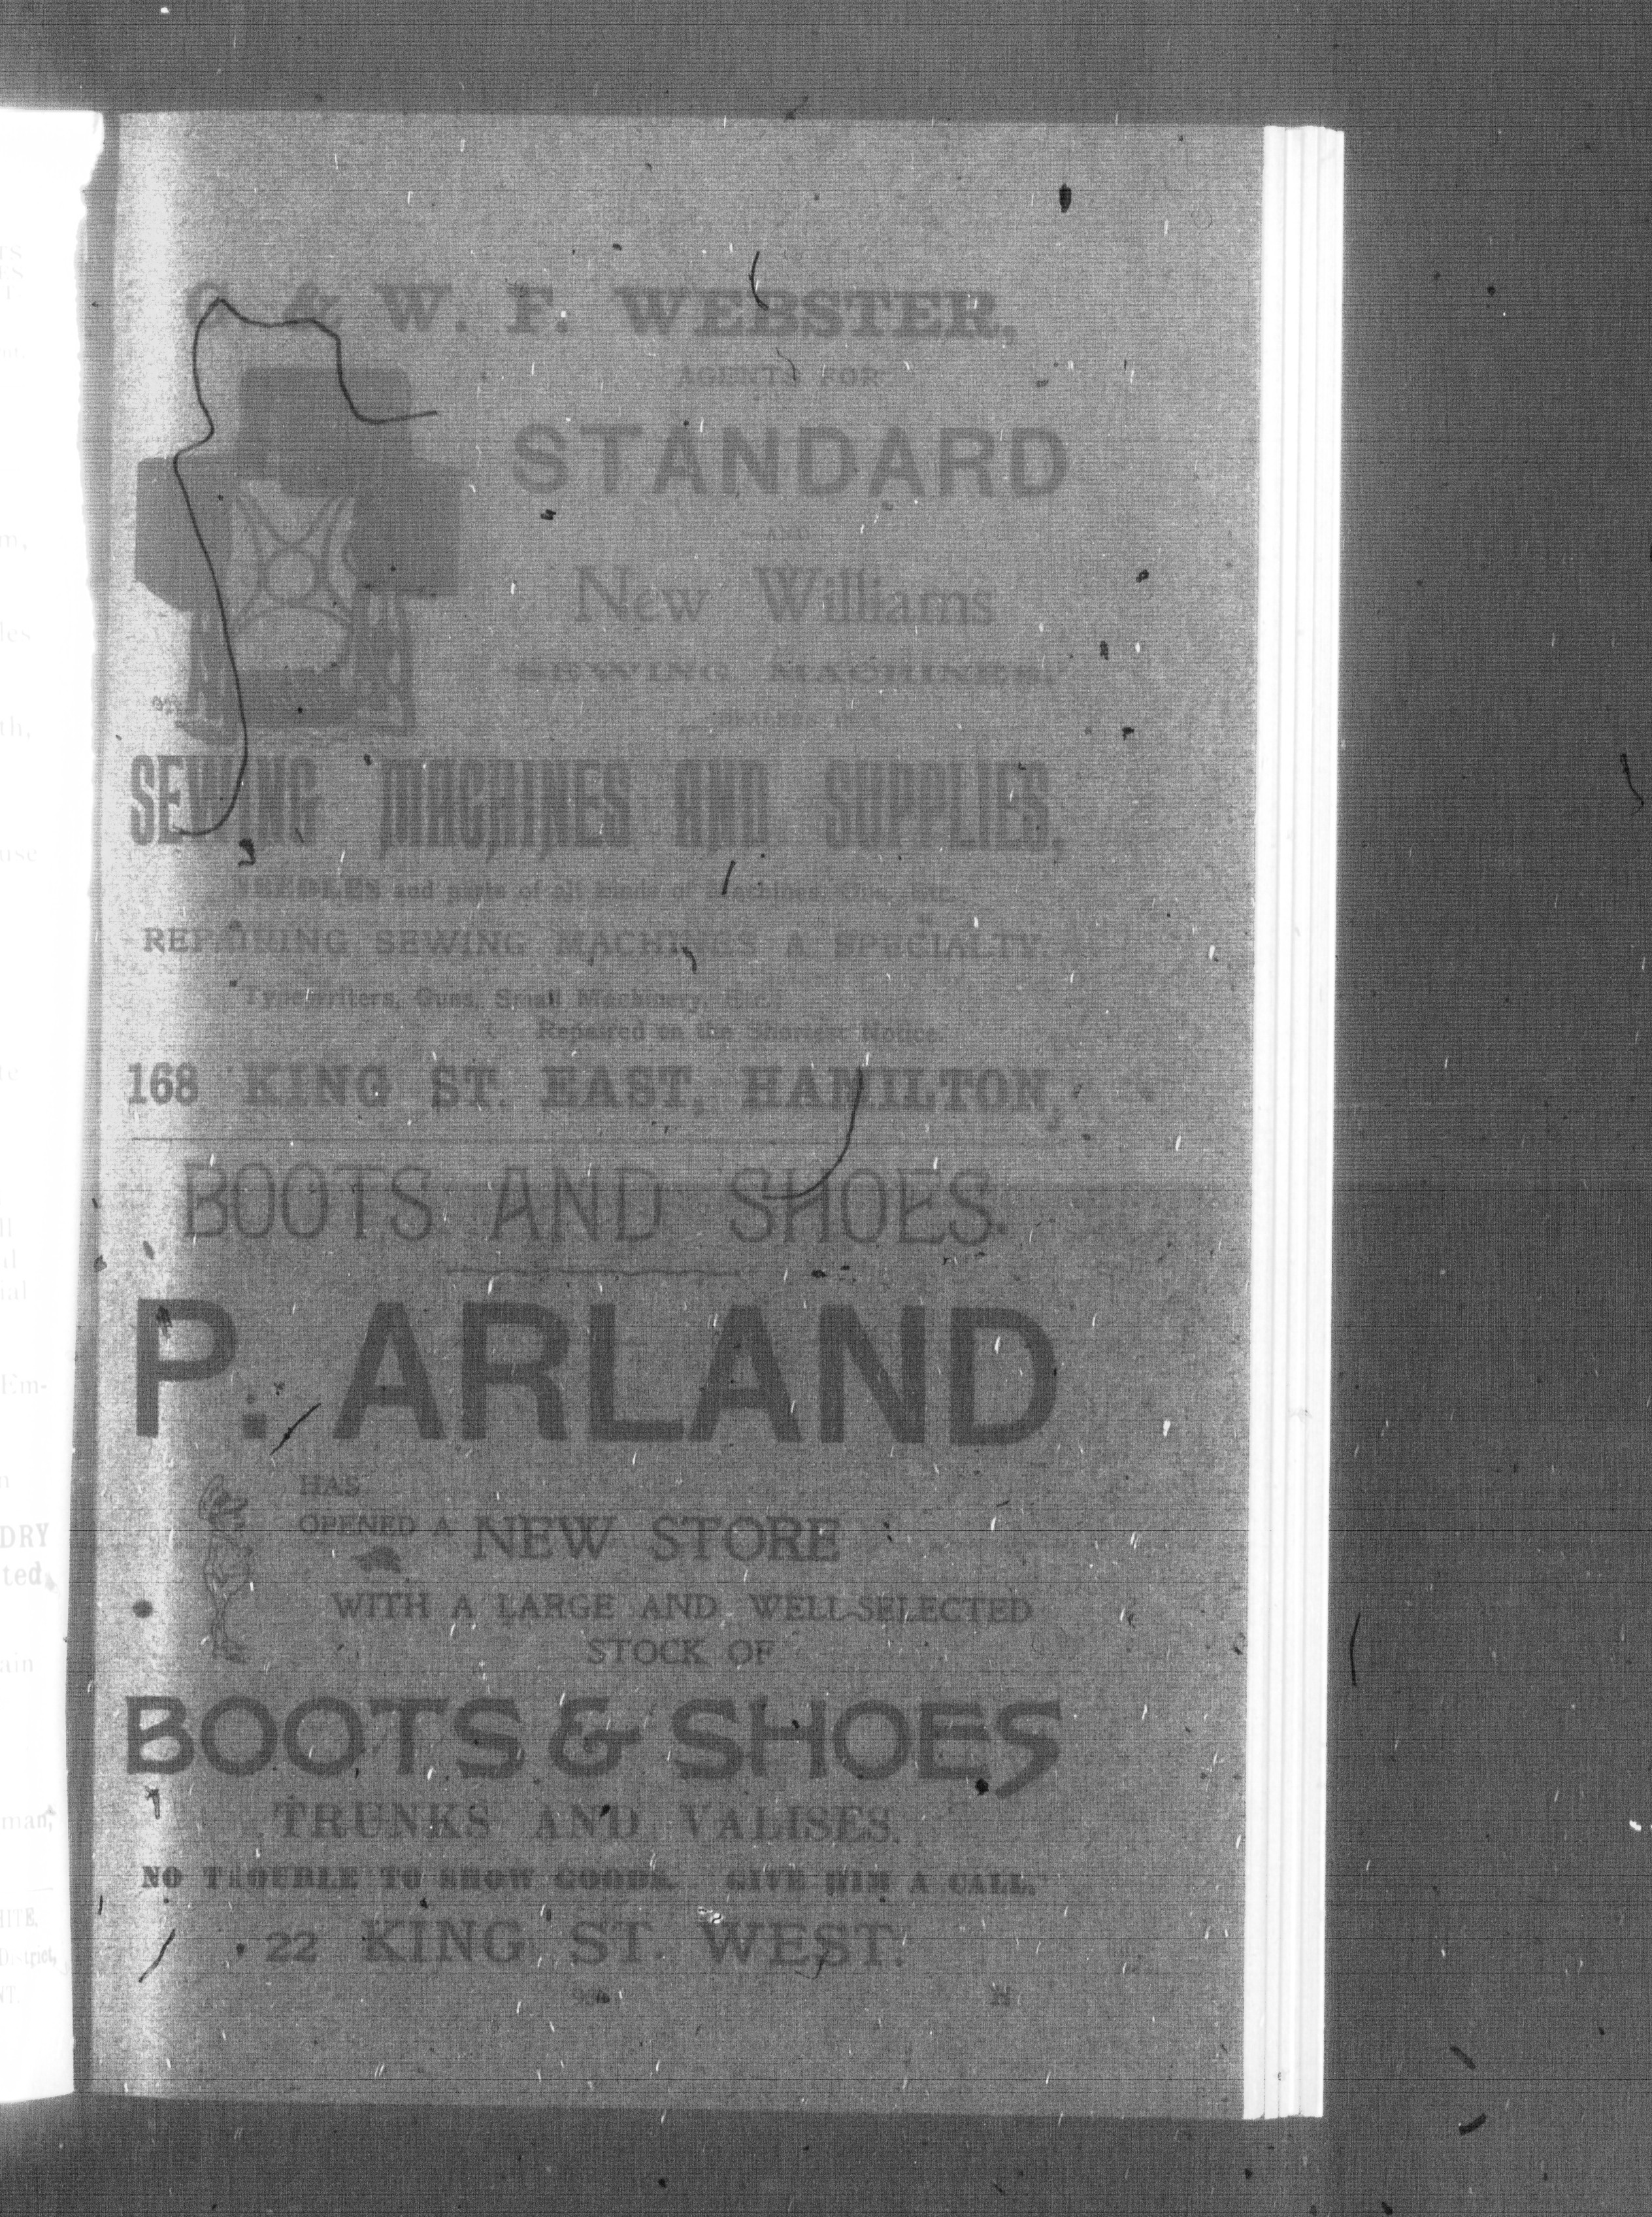 & W. F. WEBSTER,
AGENTS FOR
STANDARD
AND
New Williams
SEWING MACHINES.
DEALERS IN
SEWING MACHINES AND SUPPLIES,
NEEDLES and parts of all kinds of Machines, Oils, Etc.
REPAIRING SEWING MACHINES A SPECIALTY.
Typewriters, Guns, Small Machinery, Etc.,
Repaired on the Shortest Notice.
168 KING ST. EAST, HAMILTON,
BOOTS AND SHOES.
P. ARLAND
HAS
OPENED A NEW STORE
WITH A LARGE AND WELL-SELECTED
STOCK OF
BOOTS & SHOES
TRUNKS AND VALISES.
NO TROUBLE TO SHOW GOODS. GIVE HIM A CALL.
22 KING ST. WEST.
H